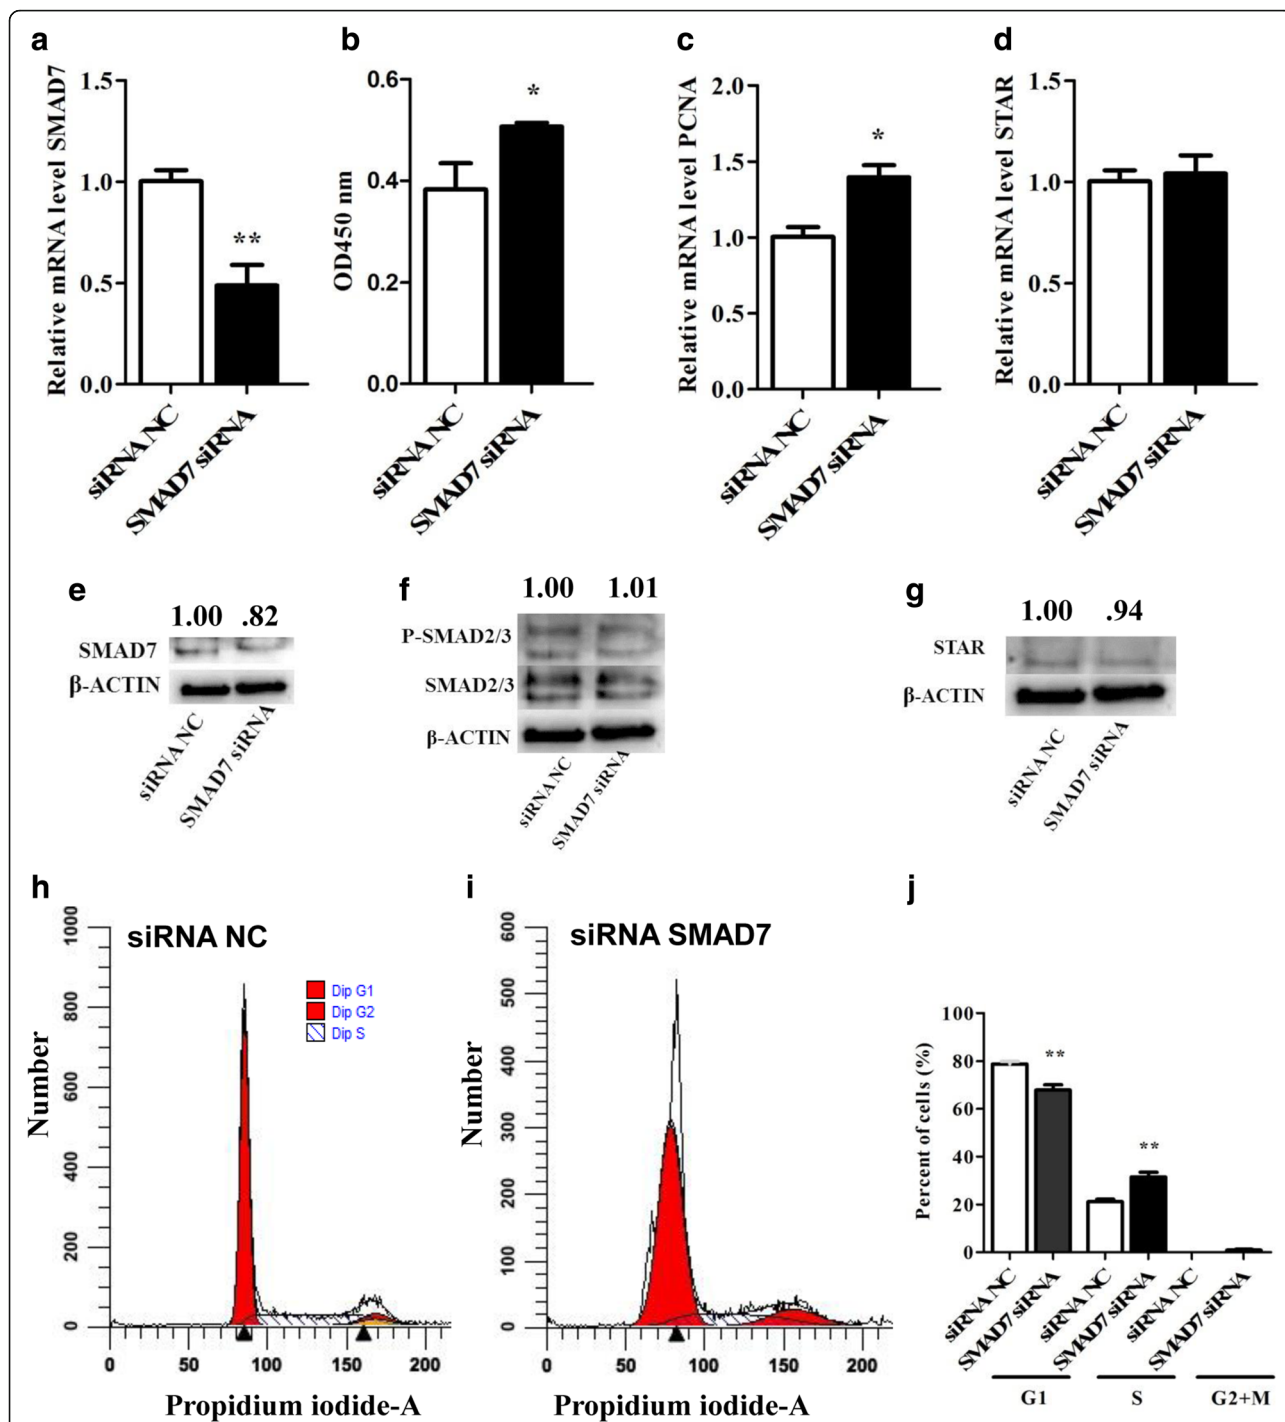 a
Relative mRNA level SMAD7
1.5
1.0
0.5
0.0
**
siRNA NC
SMAD7 siRNA
b
OD450 nm
0.6
0.4
0.2
0.0
*
siRNA NC
SMAD7 siRNA
c
Relative mRNA level PCNA
2.0
1.5
1.0
0.5
0.0
*
siRNA NC
SMAD7 siRNA
d
Relative mRNA level STAR
1.5
1.0
0.5
0.0
siRNA NC
SMAD7 siRNA
e
1.00 .82
SMAD7
β-ACTIN
siRNA NC
SMAD7 siRNA
f
1.00 1.01
P-SMAD2/3
SMAD2/3
β-ACTIN
siRNA NC
SMAD7 siRNA
g
1.00 .94
STAR
β-ACTIN
siRNA NC
SMAD7 siRNA
h
siRNA NC
Dip G1
Dip G2
Dip S
Number
1000
800
600
400
200
0
0 50 100 150 200
Propidium iodide-A
i
siRNA SMAD7
Number
600
500
400
300
200
100
0
0 50 100 150 200
Propidium iodide-A
j
Percent of cells (%)
100
80
60
40
20
0
**
**
siRNA NC
SMAD7 siRNA
siRNA NC
SMAD7 siRNA
siRNA NC
SMAD7 siRNA
G1 S G2+M